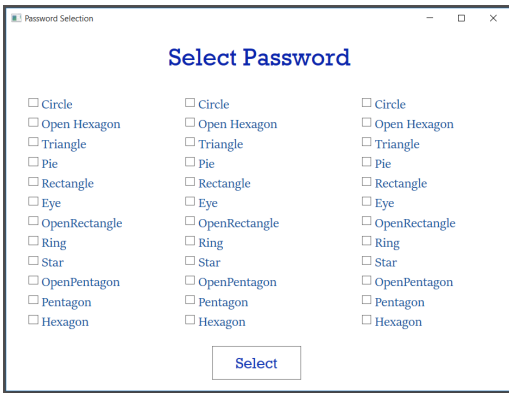 Password Selection
Select Password
Circle Circle Circle
Open Hexagon Open Hexagon Open Hexagon
Triangle Triangle Triangle
Pie Pie Pie
Rectangle Rectangle Rectangle
Eye Eye Eye
OpenRectangle OpenRectangle OpenRectangle
Ring Ring Ring
Star Star Star
OpenPentagon OpenPentagon OpenPentagon
Pentagon Pentagon Pentagon
Hexagon Hexagon Hexagon
Select